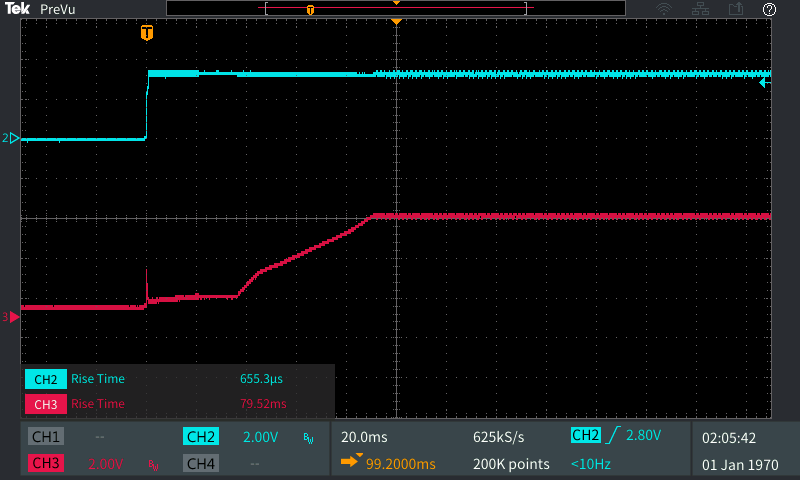 Tek PreVu
T
T
2
3
CH2 Rise Time 655.3µs
CH3 Rise Time 79.52ms
CH1 -- CH2 2.00V BW 20.0ms 625kS/s CH2 2.80V 02:05:42
CH3 2.00V BW CH4 -- 99.2000ms 200K points <10Hz 01 Jan 1970